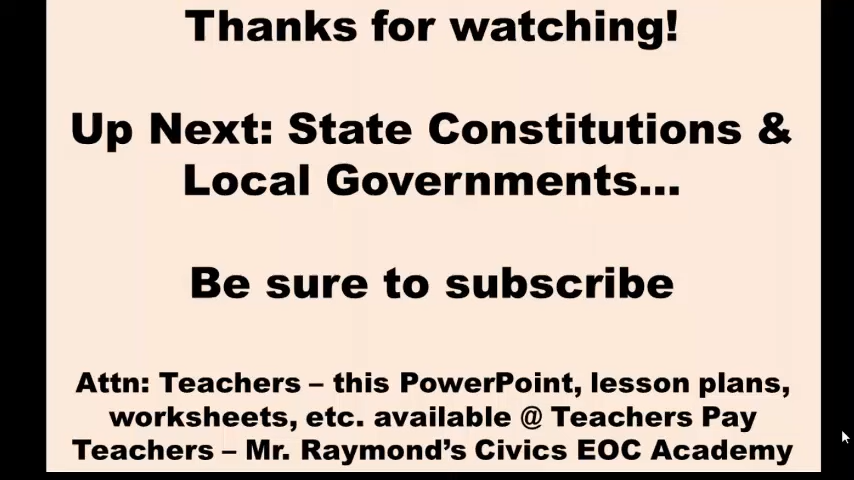 Thanks for watching!
Up Next: State Constitutions &
Local Governments...
Be sure to subscribe
Attn: Teachers – this PowerPoint, lesson plans,
worksheets, etc. available @ Teachers Pay
Teachers – Mr. Raymond’s Civics EOC Academy